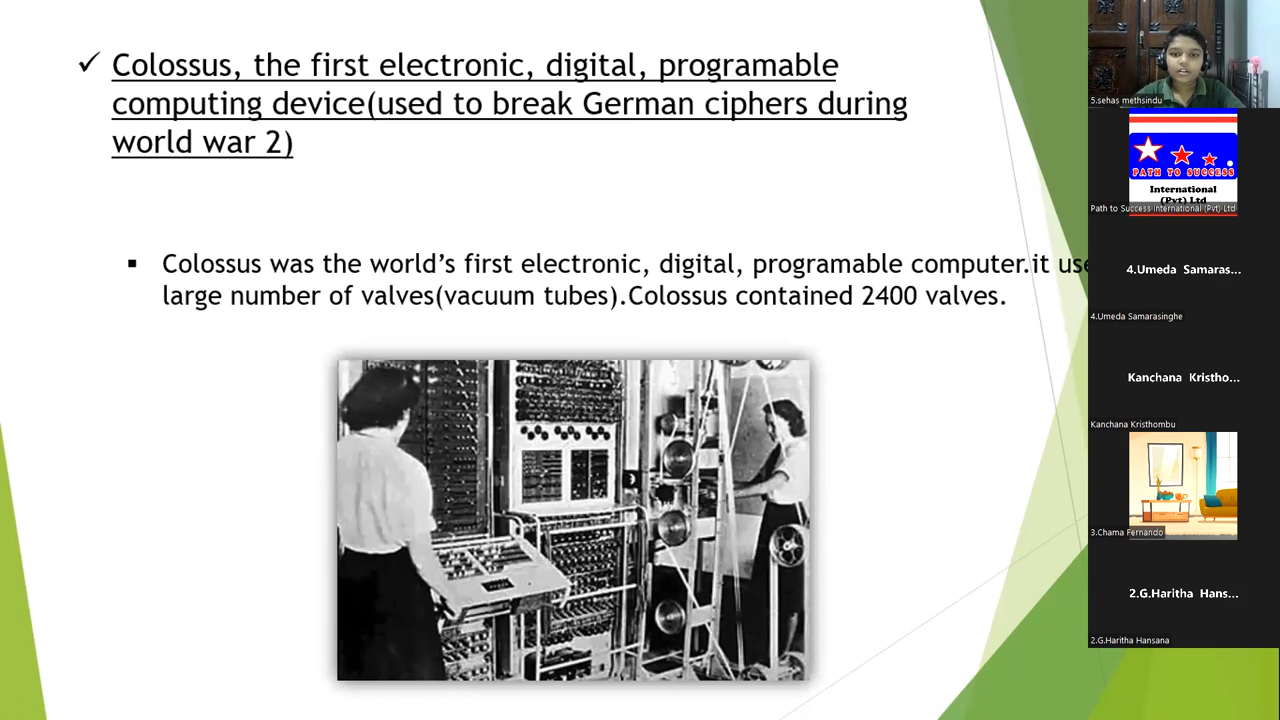 Colossus, the first electronic, digital, programable
computing device(used to break German ciphers during
world war 2)
Colossus was the world’s first electronic, digital, programable computer.it use
large number of valves(vacuum tubes).Colossus contained 2400 valves.
5.sehas methsindu
PATH TO SUCCESS
International
(Pvt) Ltd
Path to Success International (Pvt) Ltd
4.Umeda Samaras...
4.Umeda Samarasinghe
Kanchana Kristho...
Kanchana Kristhombu
3.Chama Fernando
2.G.Haritha Hans...
2.G.Haritha Hansana